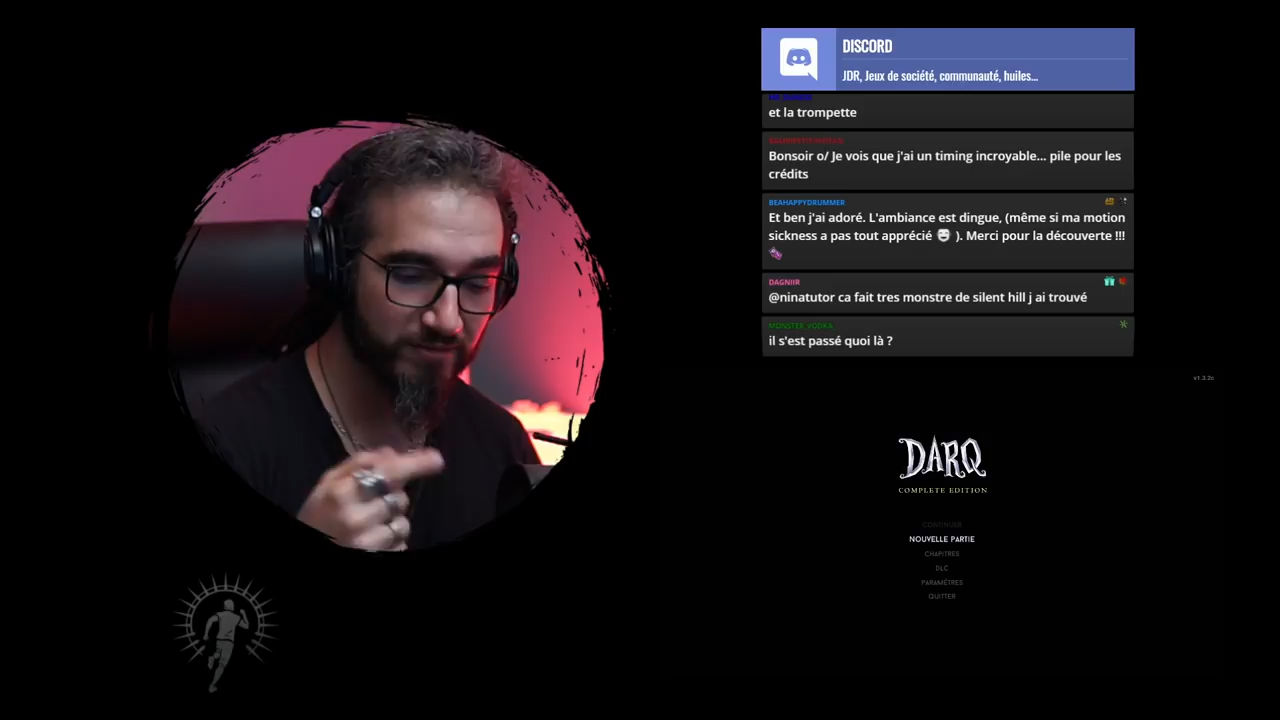 DISCORD
JDR, Jeux de société, communauté, huiles...
et la trompette
Bonsoir o/ Je vois que j'ai un timing incroyable... pile pour les
crédits
BEAHAPPYDRUMMER
Et ben j'ai adoré. L'ambiance est dingue, (même si ma motion
sickness a pas tout apprécié ). Merci pour la découverte !!!
DAGNIIR
@ninatutor ca fait tres monstre de silent hill j ai trouvé
MONSTER_VODKA
il s'est passé quoi là ?
v1.3.2c
DARQ
COMPLETE EDITION
CONTINUER
NOUVELLE PARTIE
CHAPITRES
DLC
PARAMÈTRES
QUITTER